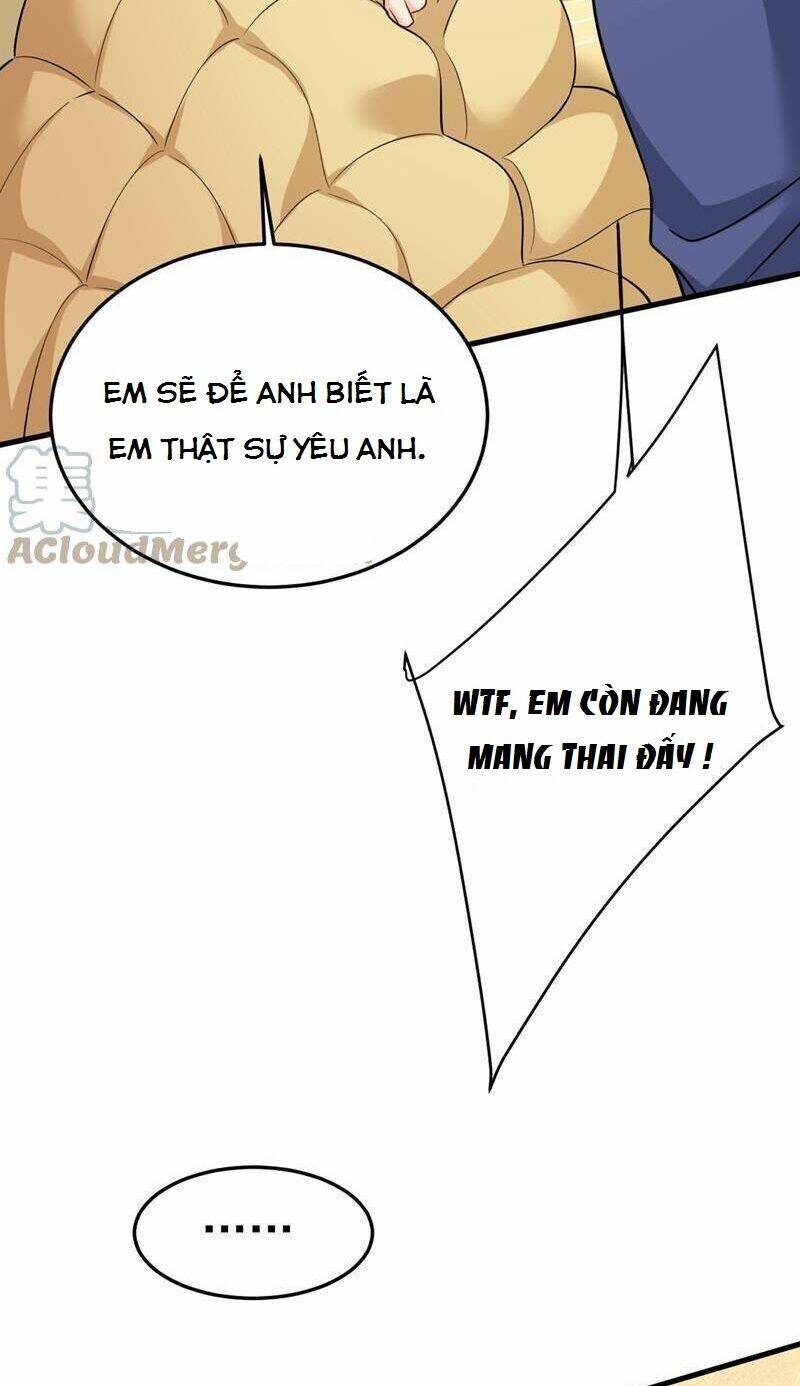 EM SẼ ĐỂ ANH BIẾT LÀ
EM THẬT SỰ YÊU ANH.
集
ACloudMerg
WTF, EM CÒN ĐANG
MANG THAI ĐẤY !
......